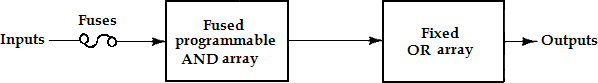 Fuses
Inputs
Fused
programmable
AND array
Fixed
OR array
Outputs